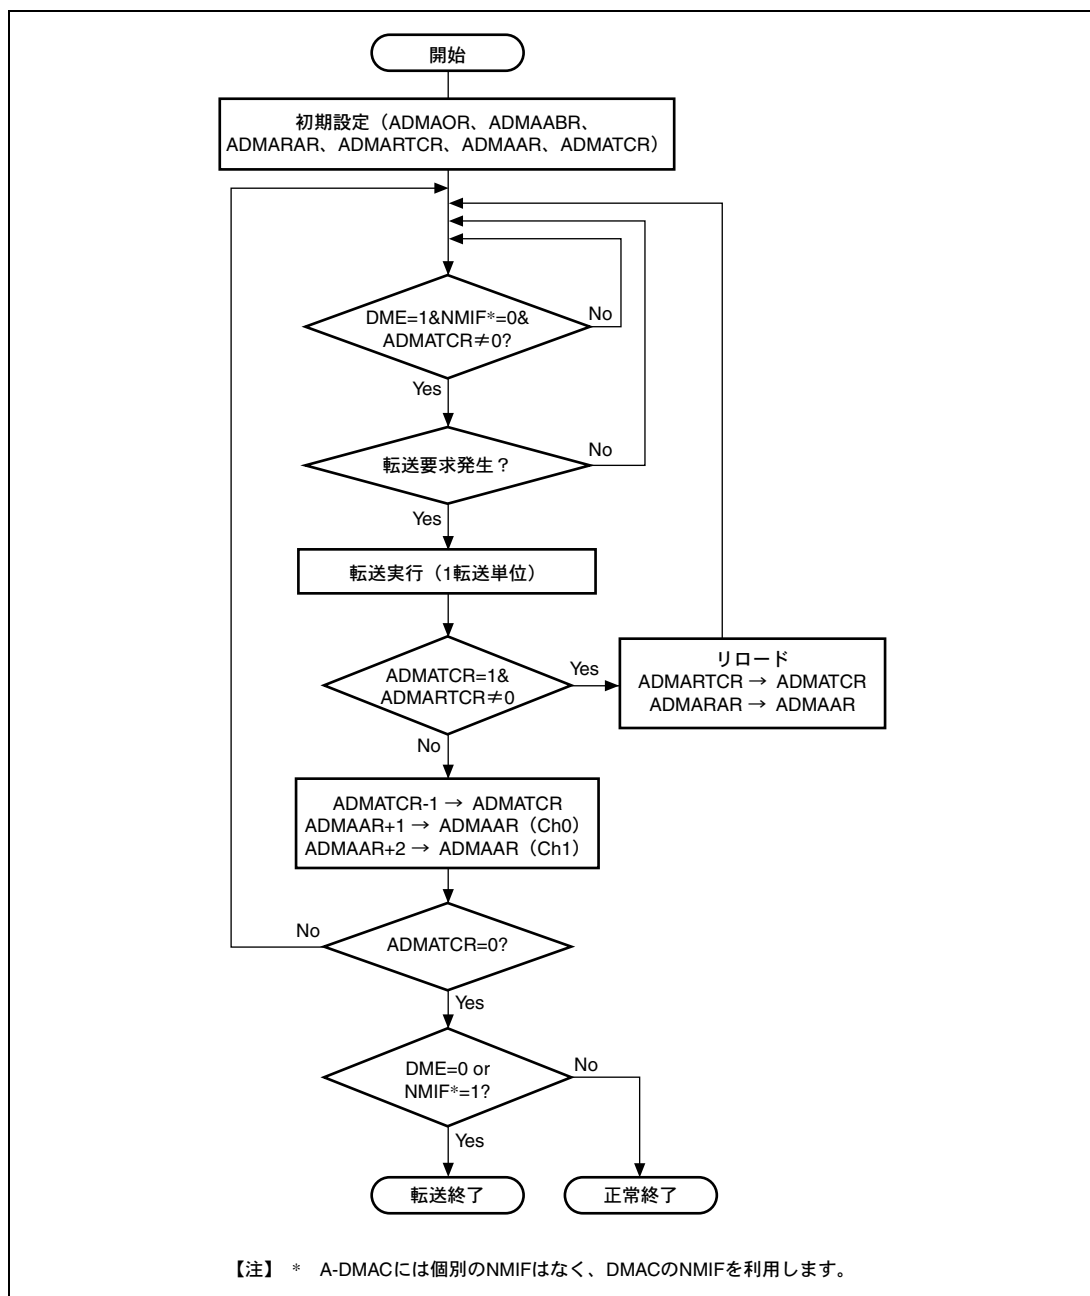 開始
初期設定（ADMAOR、ADMAABR、
ADMARAR、ADMARTCR、ADMAAR、ADMATCR）
DME=1&NMIF*=0&
ADMATCR≠0?
No
Yes
転送要求発生？
No
Yes
転送実行（1転送単位）
ADMATCR=1&
ADMARTCR≠0
Yes
リロード
ADMARTCR → ADMATCR
ADMARAR → ADMAAR
No
ADMATCR-1 → ADMATCR
ADMAAR+1 → ADMAAR（Ch0）
ADMAAR+2 → ADMAAR（Ch1）
No
ADMATCR=0?
Yes
DME=0 or
NMIF*=1?
No
Yes
転送終了
正常終了
【注】 * A-DMACには個別のNMIFはなく、DMACのNMIFを利用します。